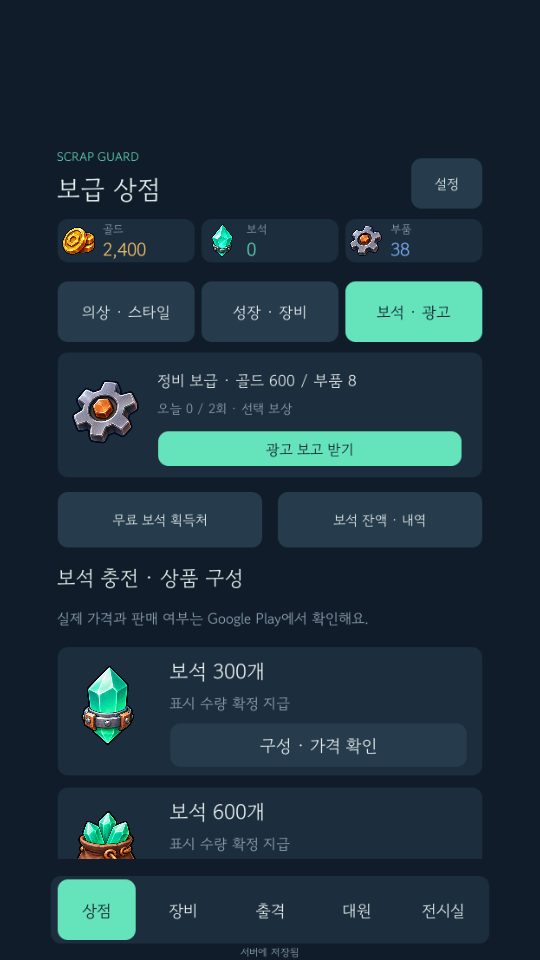 SCRAP GUARD
보급 상점
설정
골드
2,400
보석
0
부품
38
의상 · 스타일
성장 · 장비
보석 · 광고
정비 보급 · 골드 600 / 부품 8
오늘 0 / 2회 · 선택 보상
광고 보고 받기
무료 보석 획득처
보석 잔액 · 내역
보석 충전 · 상품 구성
실제 가격과 판매 여부는 Google Play에서 확인해요.
보석 300개
표시 수량 확정 지급
구성 · 가격 확인
보석 600개
표시 수량 확정 지급
상점
장비
출격
대원
전시실
서버에 저장됨